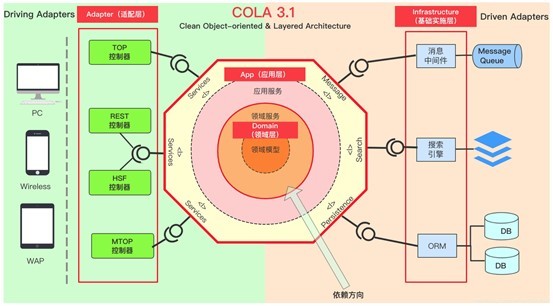 Driving Adapters
Adapter（适配层）
COLA 3.1
Clean Object-oriented & Layered Architecture
Infrastructure
（基础实施层）
Driven Adapters
PC
Wireless
WAP
TOP
控制器
REST
控制器
HSF
控制器
MTOP
控制器
Services
</>
Services
</>
Services
</>
App（应用层）
应用服务
领域服务
Domain
（领域层）
领域模型
Message
</>
Search
</>
Persistence
</>
依赖方向
消息
中间件
搜索
引擎
ORM
Message
Queue
DB
DB